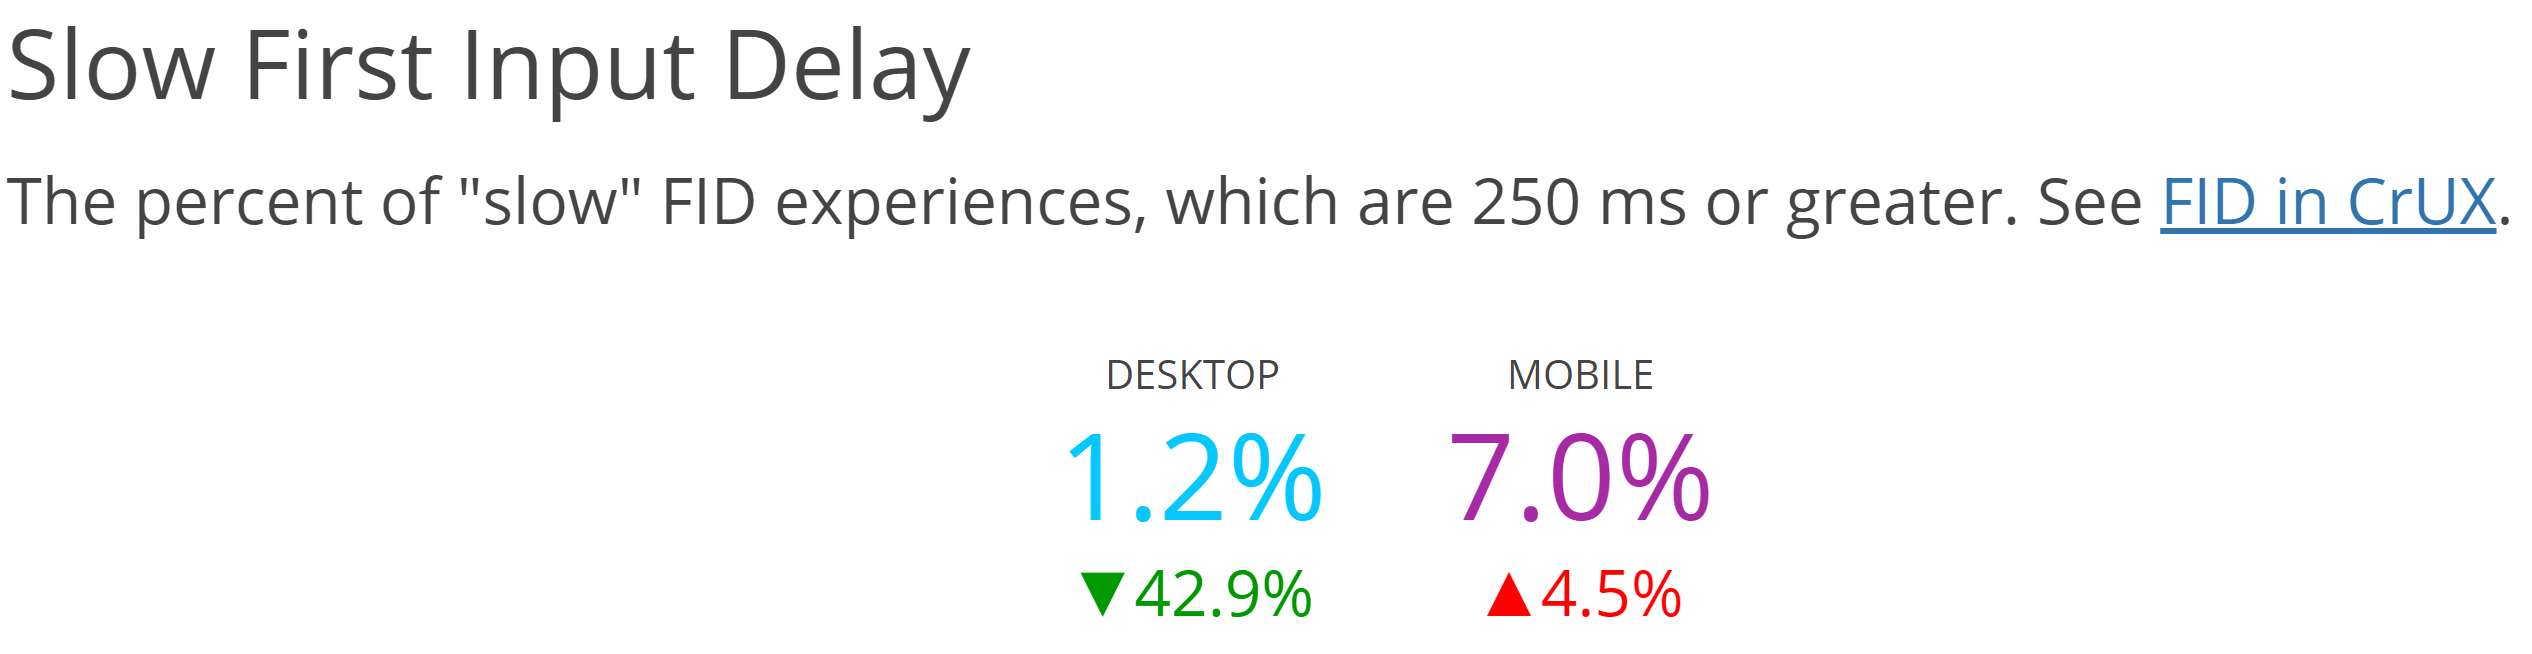 Slow First Input Delay
The percent of "slow" FID experiences, which are 250 ms or greater. See FID in CrUX.
DESKTOP MOBILE
1.2% 7.0%
▼42.9% ▲4.5%